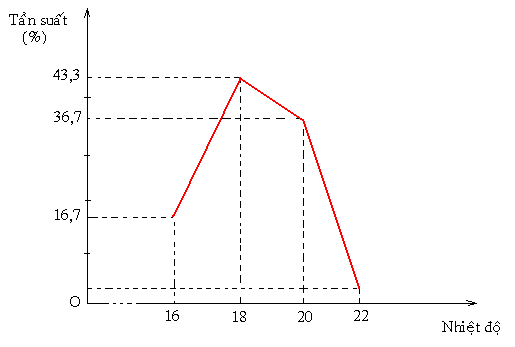 Tần suất
(%)
43,3
36,7
16,7
O
16
18
20
22
Nhiệt độ